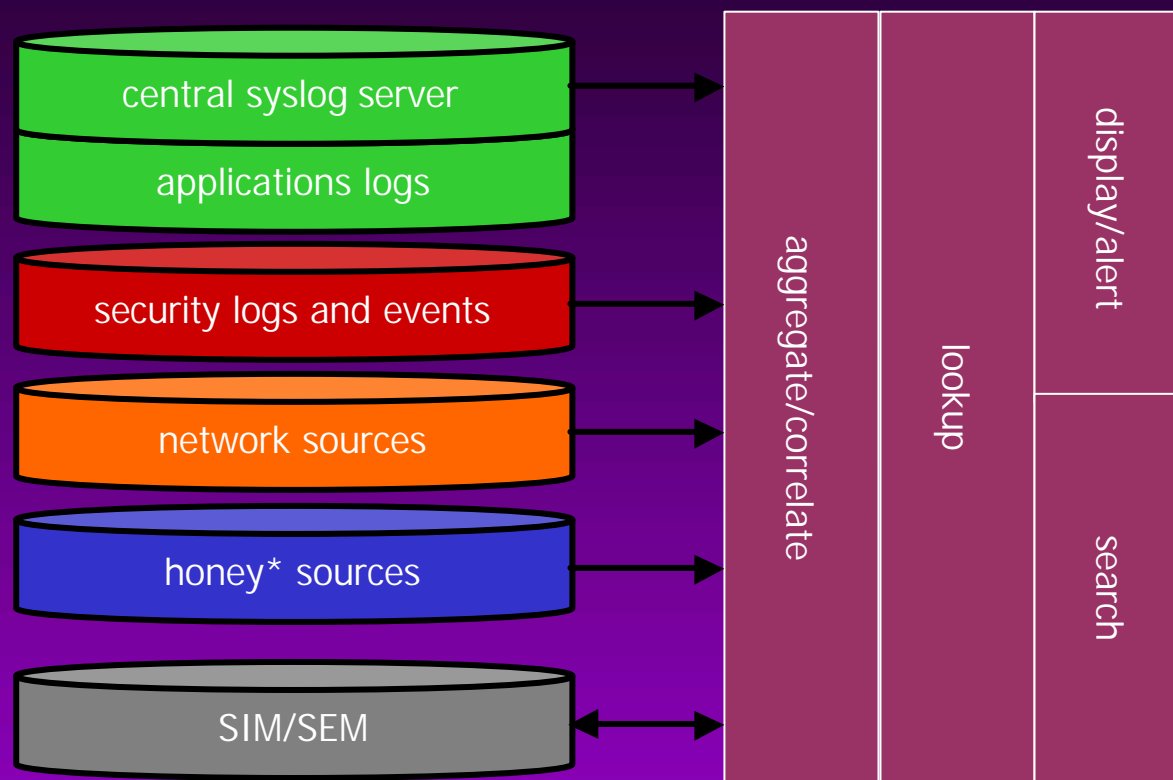 central syslog server
applications logs
security logs and events
network sources
honey* sources
SIM/SEM
aggregate/correlate
lookup
display/alert
search